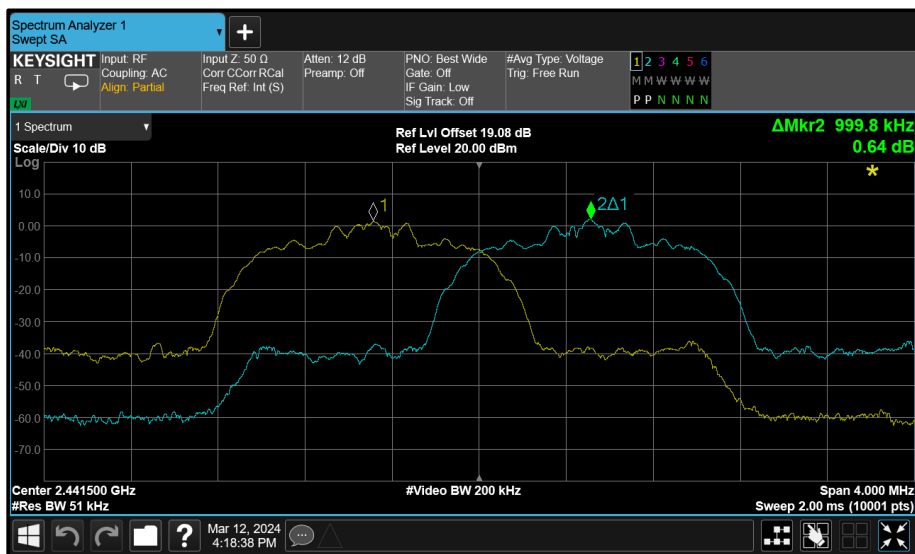 Spectrum Analyzer 1
Swept SA
KEYSIGHT
R T
LXI
Input: RF
Coupling: AC
Align: Partial
Input Z: 50 Ω
Corr CCorr RCal
Freq Ref: Int (S)
Atten: 12 dB
Preamp: Off
PNO: Best Wide
Gate: Off
IF Gain: Low
Sig Track: Off
#Avg Type: Voltage
Trig: Free Run
1 2 3 4 5 6
M M W W W W
P P N N N N
1 Spectrum
Scale/Div 10 dB
Ref Lvl Offset 19.08 dB
Ref Level 20.00 dBm
ΔMkr2 999.8 kHz
0.64 dB
Log
*
10.0
1
2Δ1
0.00
-10.0
-20.0
-30.0
-40.0
-50.0
-60.0
-70.0
Center 2.441500 GHz
#Res BW 51 kHz
#Video BW 200 kHz
Span 4.000 MHz
Sweep 2.00 ms (10001 pts)
?
Mar 12, 2024
4:18:38 PM